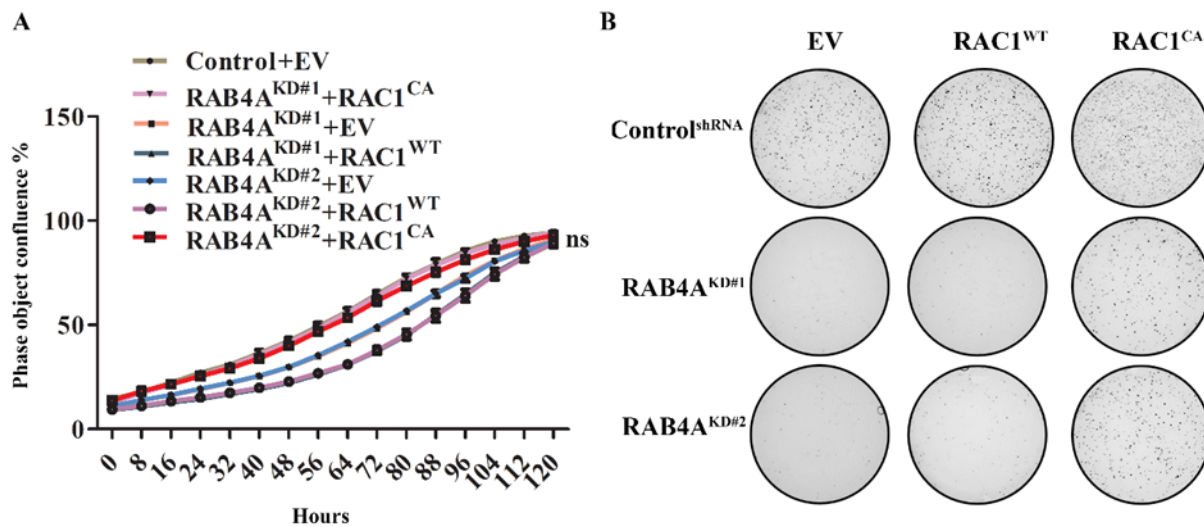 A
Control+EV
RAB4A^KD#1+RAC1^CA
RAB4A^KD#1+EV
RAB4A^KD#1+RAC1^WT
RAB4A^KD#2+EV
RAB4A^KD#2+RAC1^WT
RAB4A^KD#2+RAC1^CA
Phase object confluence %
150
100
50
0
ns
0 8 16 24 32 40 48 56 64 72 80 88 96 104 112 120
Hours
B
EV RAC1^WT RAC1^CA
Control^shRNA
RAB4A^KD#1
RAB4A^KD#2